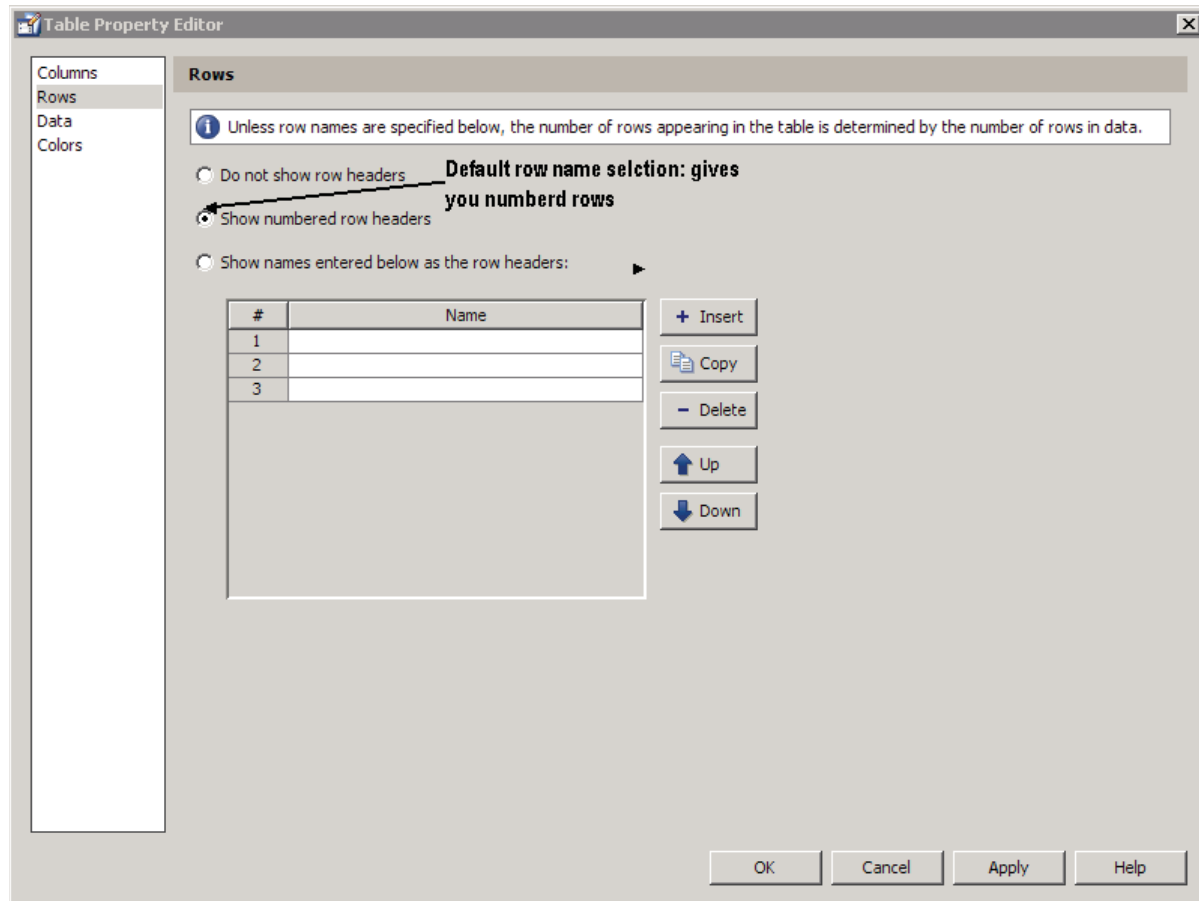 Table Property Editor
Columns
Rows
Data
Colors
Rows
Unless row names are specified below, the number of rows appearing in the table is determined by the number of rows in data.
Do not show row headers
Default row name selction: gives
you numberd rows
Show numbered row headers
Show names entered below as the row headers:
# Name
1
2
3
+ Insert
Copy
− Delete
Up
Down
OK Cancel Apply Help